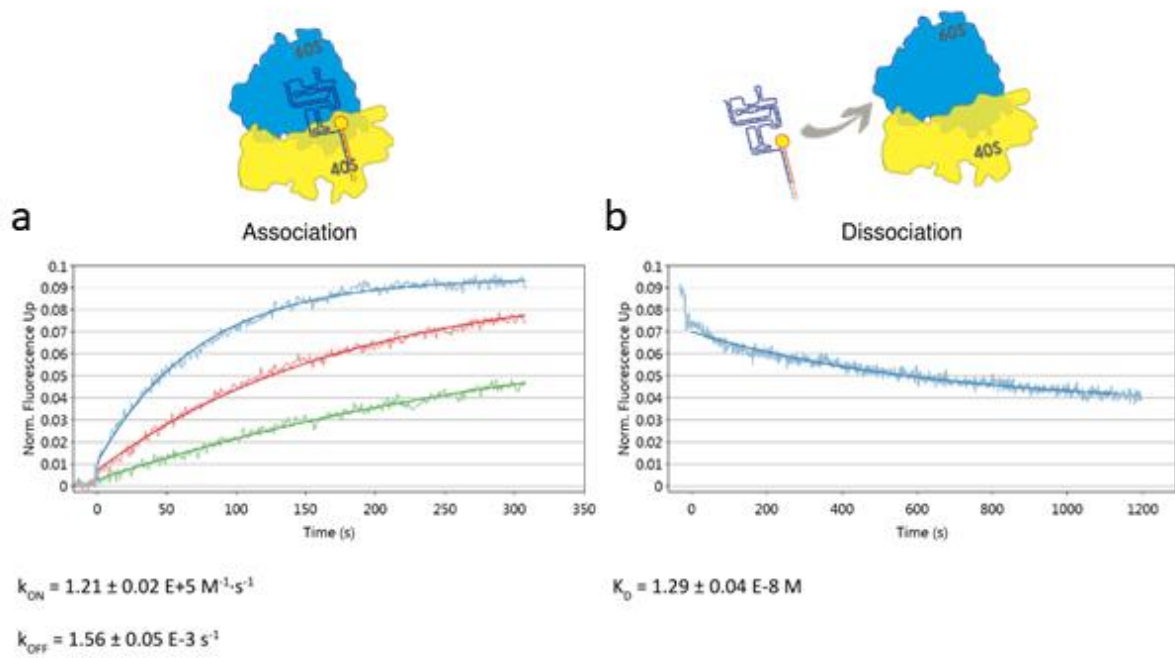 60S
40S
60S
40S
a
Association
b
Dissociation
Norm. Fluorescence Up
0.1
0.09
0.08
0.07
0.06
0.05
0.04
0.03
0.02
0.01
0
0 50 100 150 200 250 300 350
Time (s)
Norm. Fluorescence Up
0.1
0.09
0.08
0.07
0.06
0.05
0.04
0.03
0.02
0.01
0
0 200 400 600 800 1000 1200
Time (s)
k_ON = 1.21 ± 0.02 E+5 M⁻¹·s⁻¹
K_D = 1.29 ± 0.04 E-8 M
k_OFF = 1.56 ± 0.05 E-3 s⁻¹